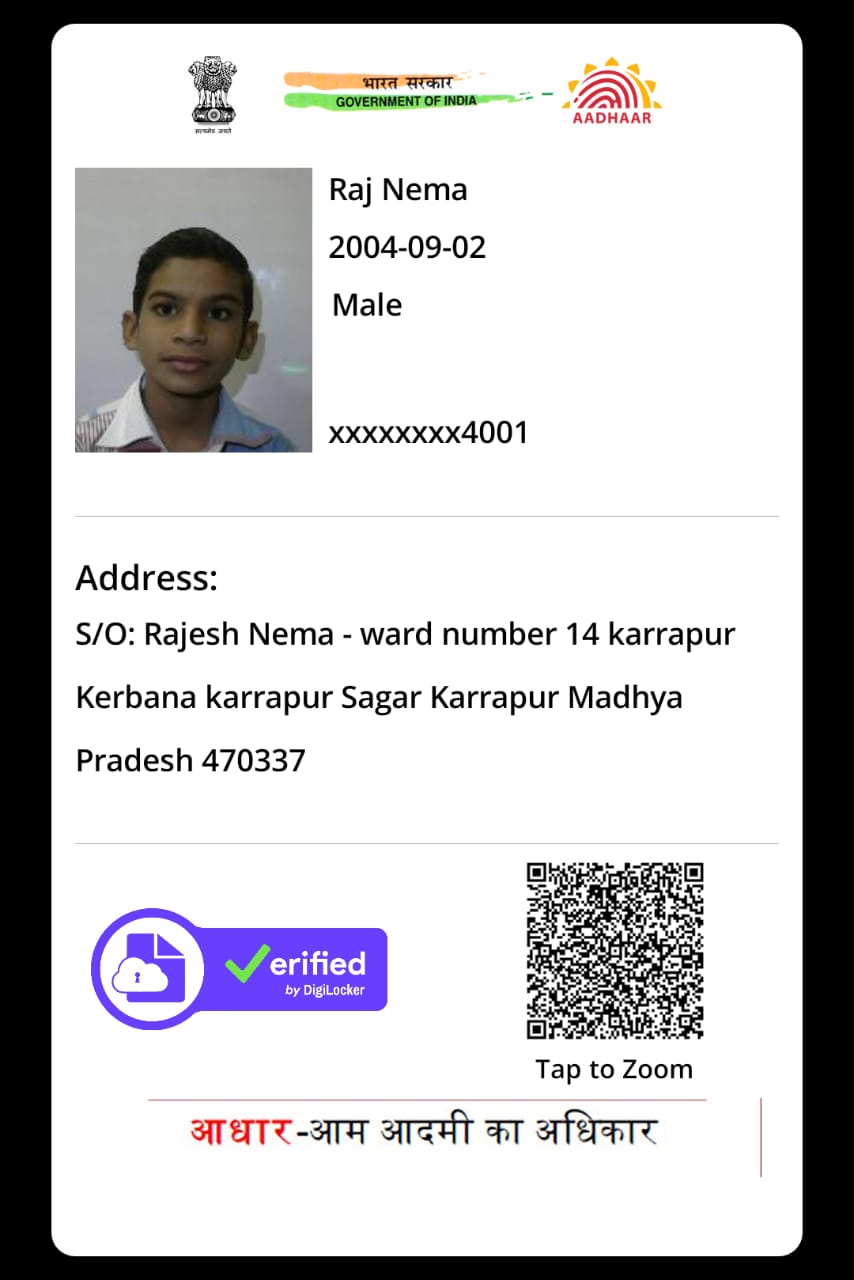 सत्यमेव जयते
भारत सरकार
GOVERNMENT OF INDIA
AADHAAR
Raj Nema
2004-09-02
Male
xxxxxxxx4001
Address:
S/O: Rajesh Nema - ward number 14 karrapur
Kerbana karrapur Sagar Karrapur Madhya
Pradesh 470337
erified
by DigiLocker
Tap to Zoom
आधार-आम आदमी का अधिकार